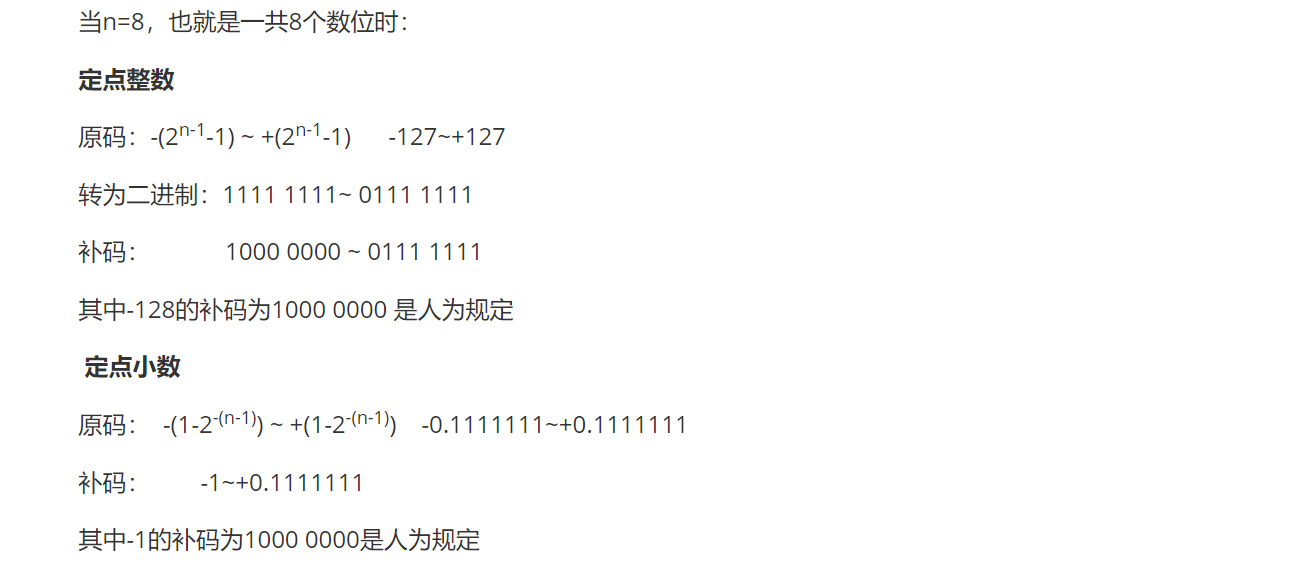 当n=8，也就是一共8个数位时：
定点整数
原码：-(2ⁿ⁻¹-1) ~ +(2ⁿ⁻¹-1) -127~+127
转为二进制：1111 1111~ 0111 1111
补码： 1000 0000 ~ 0111 1111
其中-128的补码为1000 0000 是人为规定
定点小数
原码： -(1-2⁻⁽ⁿ⁻¹⁾) ~ +(1-2⁻⁽ⁿ⁻¹⁾) -0.1111111~+0.1111111
补码： -1~+0.1111111
其中-1的补码为1000 0000是人为规定